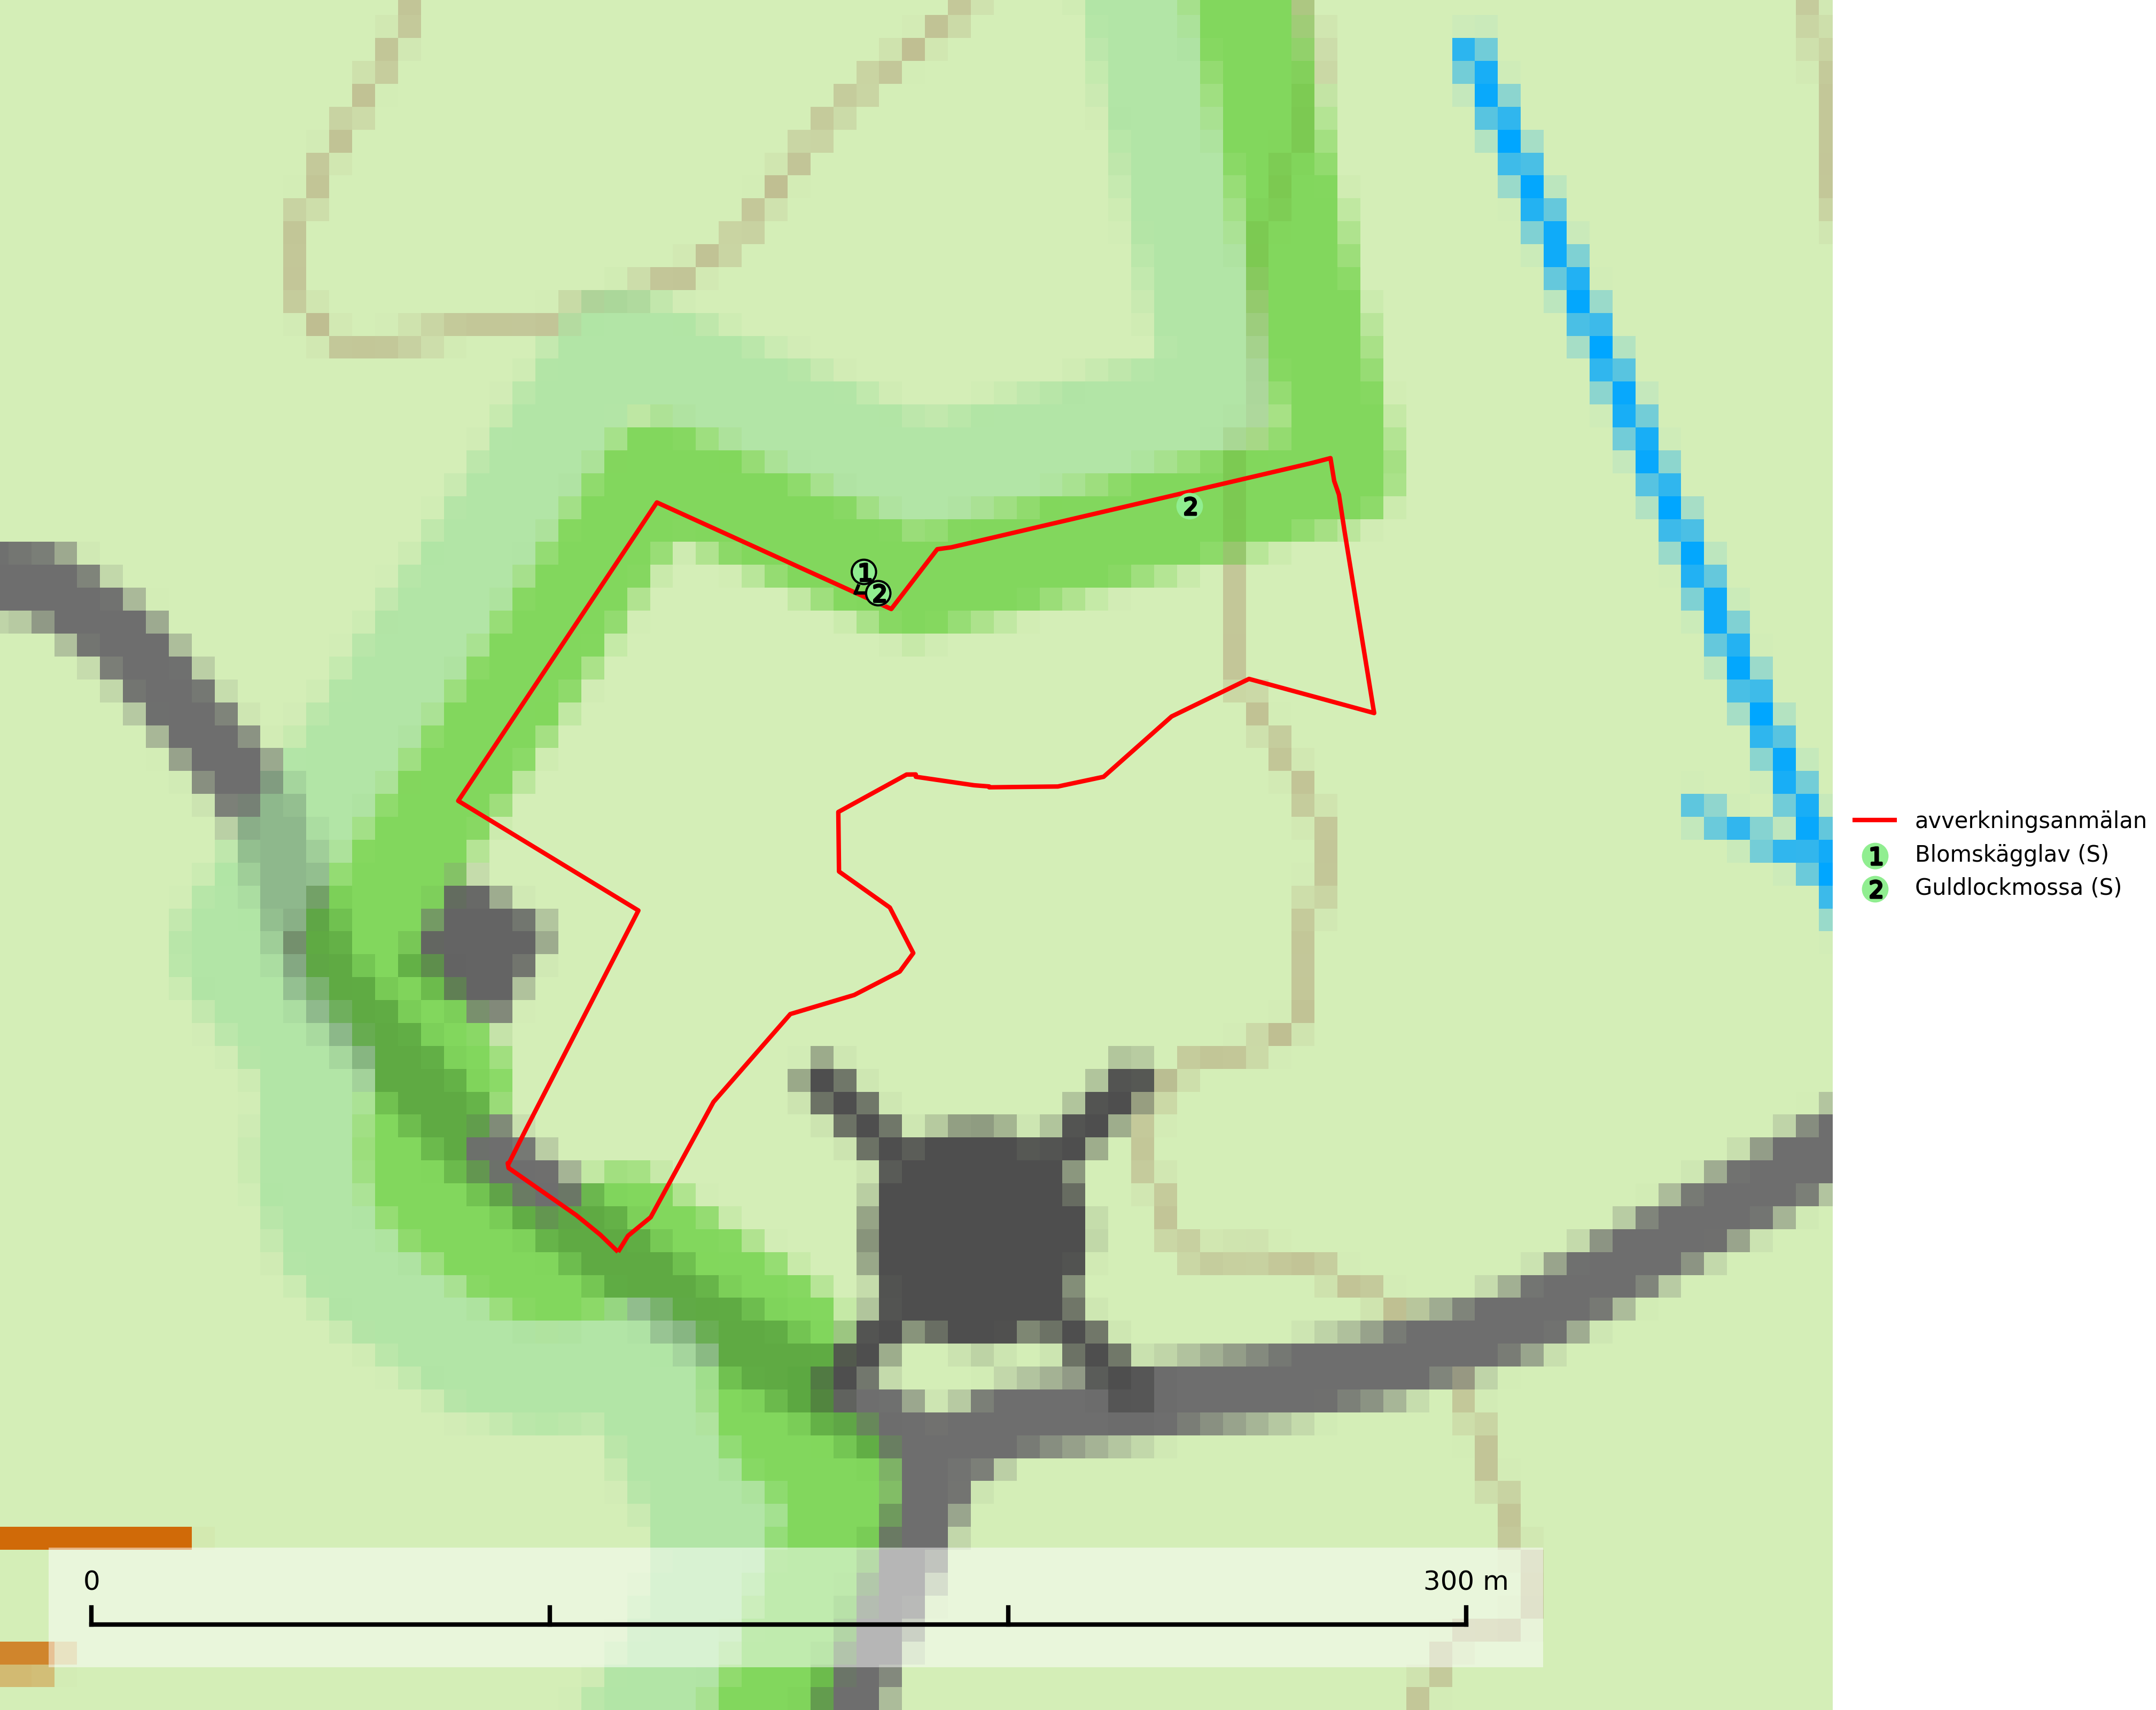 2
1
2
avverkningsanmälan
1 Blomskägglav (S)
2 Guldlockmossa (S)
0 300 m